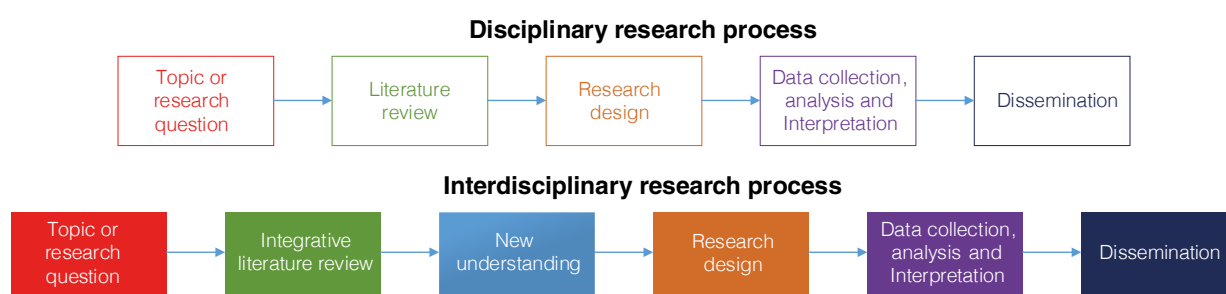 Disciplinary research process
Topic or
research
question
Literature
review
Research
design
Data collection,
analysis and
Interpretation
Dissemination
Interdisciplinary research process
Topic or
research
question
Integrative
literature review
New
understanding
Research
design
Data collection,
analysis and
Interpretation
Dissemination